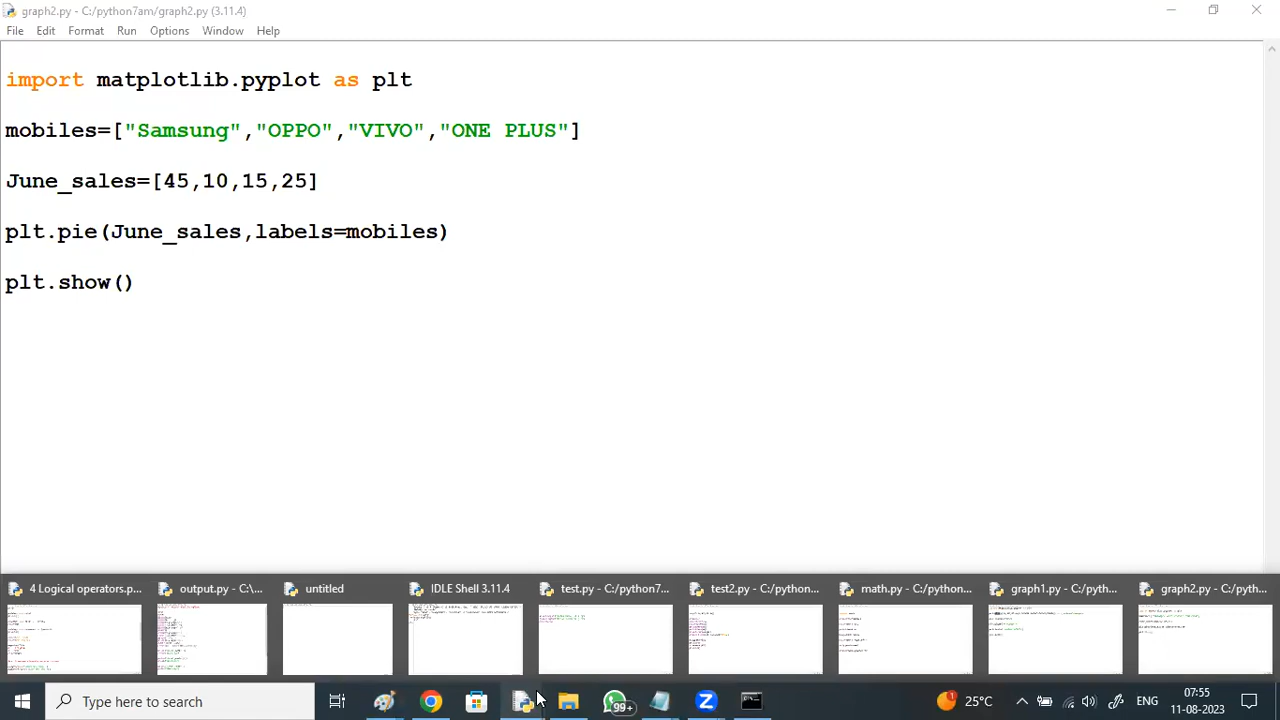 graph2.py - C:/python7am/graph2.py (3.11.4)
File Edit Format Run Options Window Help
import matplotlib.pyplot as plt
mobiles=["Samsung","OPPO","VIVO","ONE PLUS"]
June_sales=[45,10,15,25]
plt.pie(June_sales,labels=mobiles)
plt.show()
4 Logical operators.p... output.py - C:\... untitled IDLE Shell 3.11.4 test.py - C:/python7... test2.py - C:/python... math.py - C:/python... graph1.py - C:/pyth... graph2.py - C:/pyth...
Type here to search 99+ 1 25°C ENG 07:55
11-08-2023